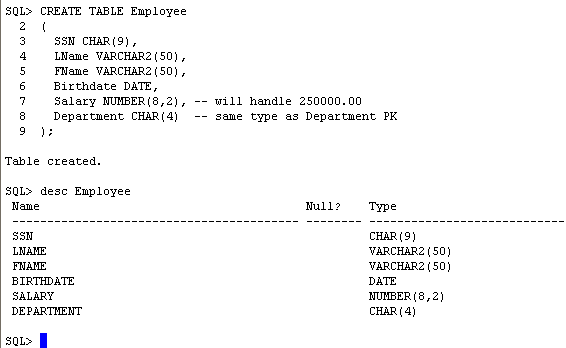 SQL> CREATE TABLE Employee
2 (
3 SSN CHAR(9),
4 LName VARCHAR2(50),
5 FName VARCHAR2(50),
6 Birthdate DATE,
7 Salary NUMBER(8,2), -- will handle 250000.00
8 Department CHAR(4) -- same type as Department PK
9 );
Table created.
SQL> desc Employee
Name Null? Type
----------------------------------------- -------- ----------------------------
SSN CHAR(9)
LNAME VARCHAR2(50)
FNAME VARCHAR2(50)
BIRTHDATE DATE
SALARY NUMBER(8,2)
DEPARTMENT CHAR(4)
SQL>